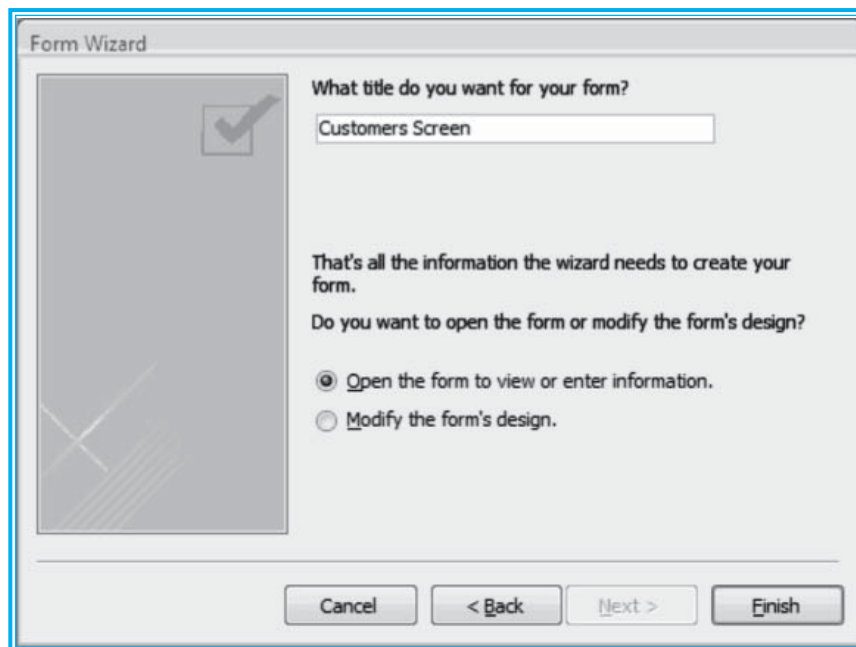 Form Wizard
What title do you want for your form?
Customers Screen
That's all the information the wizard needs to create your
form.
Do you want to open the form or modify the form's design?
Open the form to view or enter information.
Modify the form's design.
Cancel
< Back
Next >
Finish